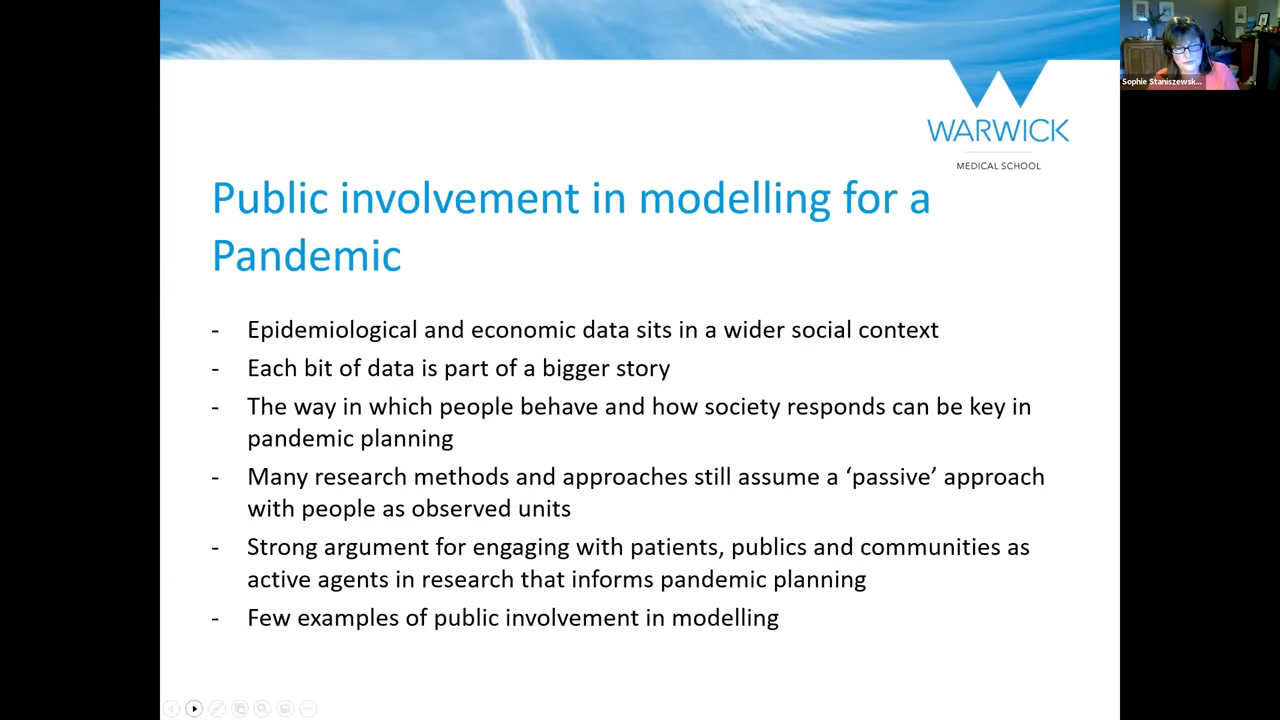 Sophie Staniszewsk...
WARWICK
MEDICAL SCHOOL
Public involvement in modelling for a
Pandemic
- Epidemiological and economic data sits in a wider social context
- Each bit of data is part of a bigger story
- The way in which people behave and how society responds can be key in
pandemic planning
- Many research methods and approaches still assume a ‘passive’ approach
with people as observed units
- Strong argument for engaging with patients, publics and communities as
active agents in research that informs pandemic planning
- Few examples of public involvement in modelling